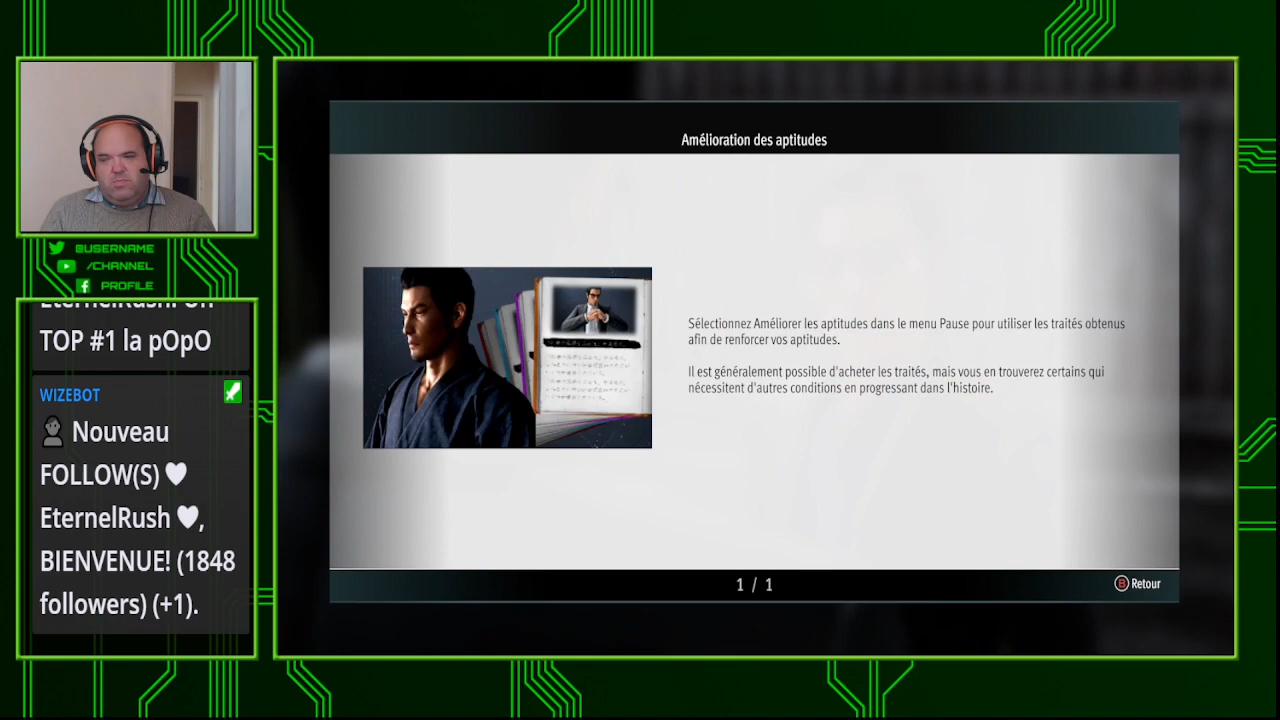 @USERNAME
/CHANNEL
PROFILE
TOP #1 la pOpO
WIZEBOT
Nouveau
FOLLOW(S) ♥
EternelRush ♥,
BIENVENUE! (1848
followers) (+1).
Amélioration des aptitudes
Sélectionnez Améliorer les aptitudes dans le menu Pause pour utiliser les traités obtenus
afin de renforcer vos aptitudes.
Il est généralement possible d'acheter les traités, mais vous en trouverez certains qui
nécessitent d'autres conditions en progressant dans l'histoire.
1 / 1
B Retour